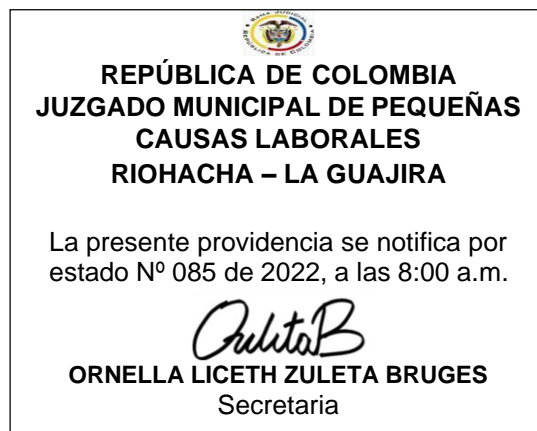 REPÚBLICA DE COLOMBIA
JUZGADO MUNICIPAL DE PEQUEÑAS
CAUSAS LABORALES
RIOHACHA – LA GUAJIRA
La presente providencia se notifica por
estado Nº 085 de 2022, a las 8:00 a.m.
ORNELLA LICETH ZULETA BRUGES
Secretaria